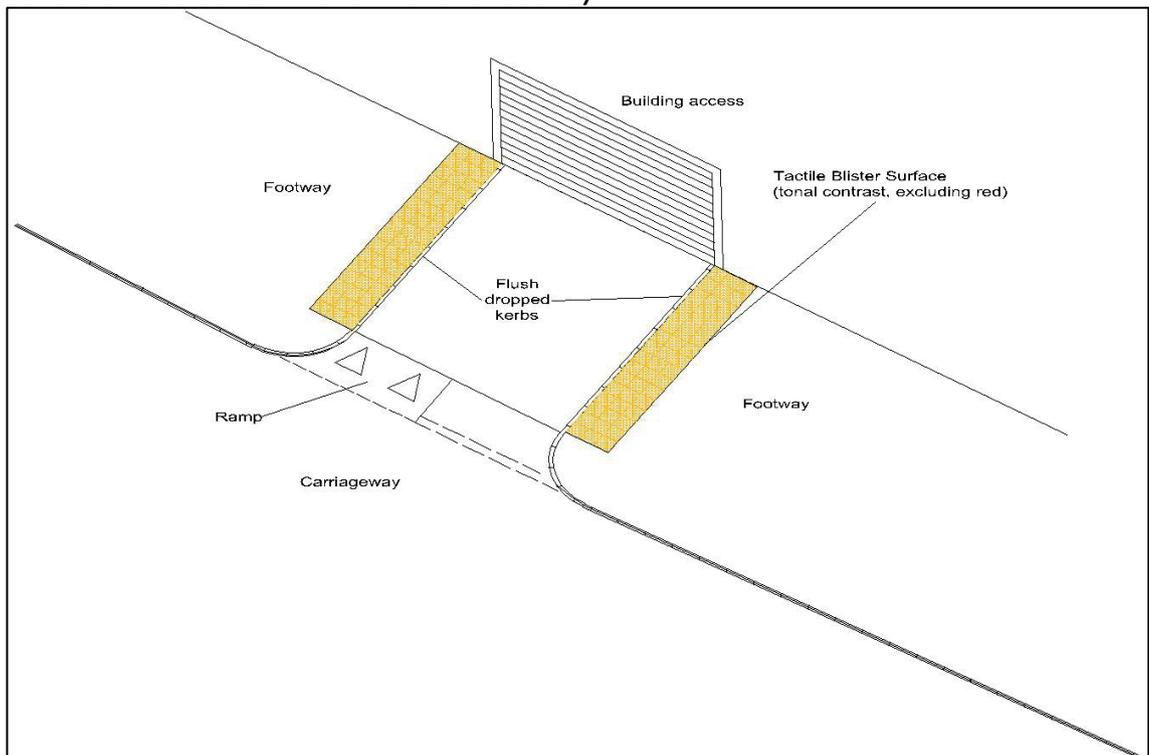 Building access
Tactile Blister Surface
(tonal contrast, excluding red)
Footway
Flush
dropped
kerbs
Footway
Ramp
Carriageway